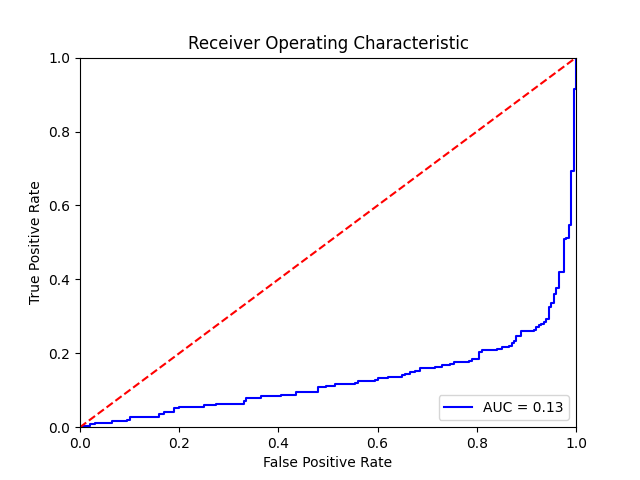 Receiver Operating Characteristic
1.0
0.8
0.6
0.4
0.2
0.0
True Positive Rate
AUC = 0.13
0.0 0.2 0.4 0.6 0.8 1.0
False Positive Rate